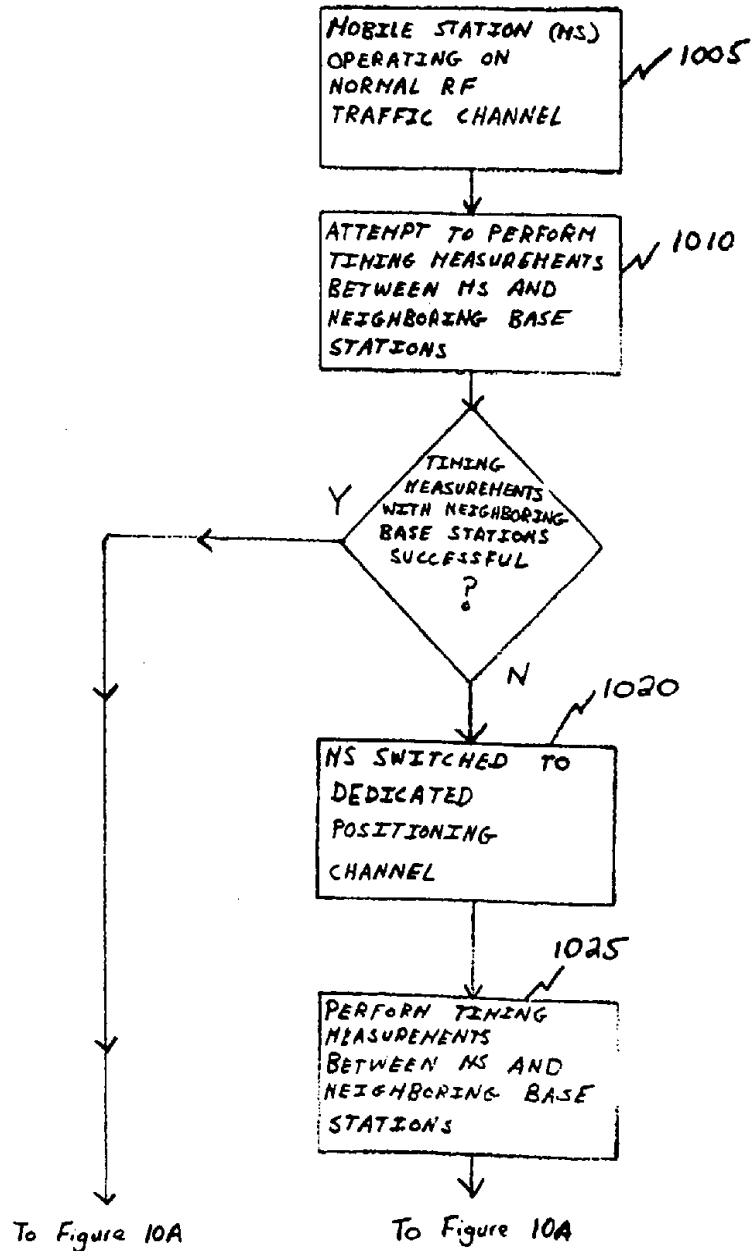 MOBILE STATION (MS)
OPERATING ON
NORMAL RF
TRAFFIC CHANNEL
1005
ATTEMPT TO PERFORM
TIMING MEASUREMENTS
BETWEEN MS AND
NEIGHBORING BASE
STATIONS
1010
TIMING
MEASUREMENTS
WITH NEIGHBORING
BASE STATIONS
SUCCESSFUL
?
Y
N
1020
MS SWITCHED TO
DEDICATED
POSITIONING
CHANNEL
1025
PERFORM TIMING
MEASUREMENTS
BETWEEN MS AND
NEIGHBORING BASE
STATIONS
To Figure 10A
To Figure 10A